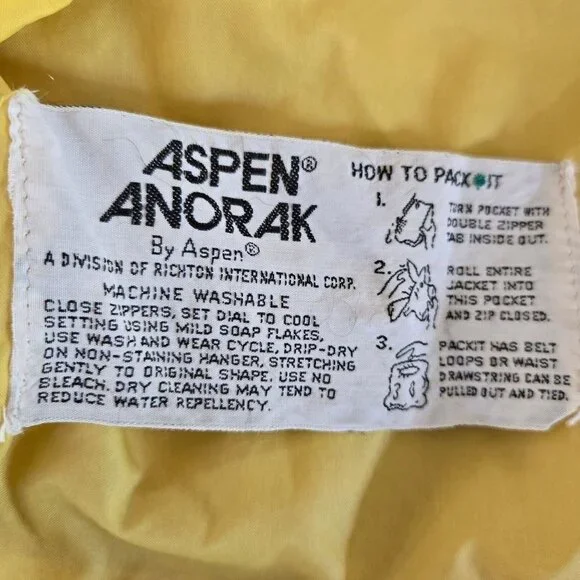 ASPEN®
ANORAK
By Aspen®
A DIVISION OF RICHTON INTERNATIONAL CORP.
MACHINE WASHABLE
CLOSE ZIPPERS, SET DIAL TO COOL
SETTING USING MILD SOAP FLAKES,
USE WASH AND WEAR CYCLE, DRIP-DRY
ON NON-STAINING HANGER, STRETCHING
GENTLY TO ORIGINAL SHAPE. USE NO
BLEACH. DRY CLEANING MAY TEND TO
REDUCE WATER REPELLENCY.
HOW TO PACK IT
1. TURN POCKET WITH
DOUBLE ZIPPER
TAB INSIDE OUT.
2. ROLL ENTIRE
JACKET INTO
THIS POCKET
AND ZIP CLOSED.
3. PACKIT HAS BELT
LOOPS OR WAIST
DRAWSTRING CAN BE
PULLED OUT AND TIED.